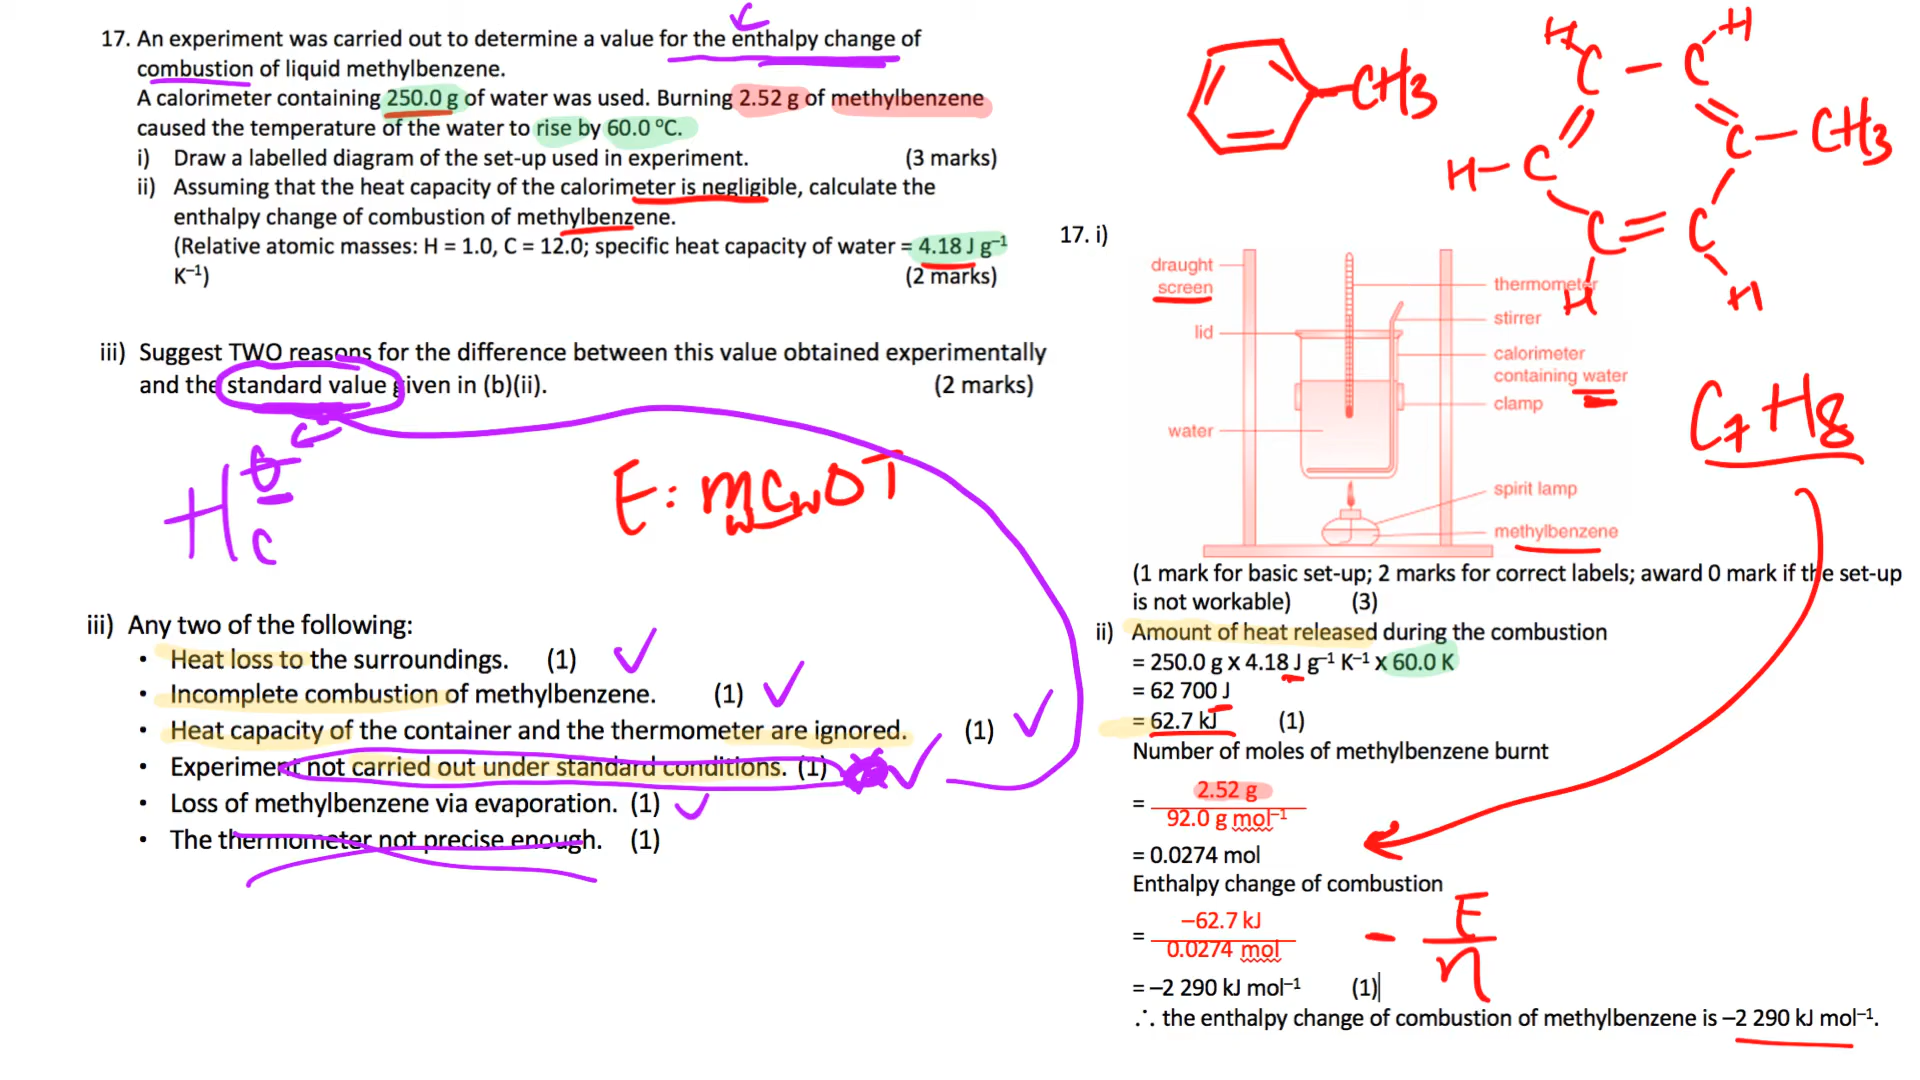 17. An experiment was carried out to determine a value for the enthalpy change of
combustion of liquid methylbenzene.
A calorimeter containing 250.0 g of water was used. Burning 2.52 g of methylbenzene
caused the temperature of the water to rise by 60.0 °C.
i) Draw a labelled diagram of the set-up used in experiment. (3 marks)
ii) Assuming that the heat capacity of the calorimeter is negligible, calculate the
enthalpy change of combustion of methylbenzene.
(Relative atomic masses: H = 1.0, C = 12.0; specific heat capacity of water = 4.18 J g⁻¹
K⁻¹) (2 marks)
iii) Suggest TWO reasons for the difference between this value obtained experimentally
and the standard value given in (b)(ii). (2 marks)
H c θ
E: m w c w Δ T
iii) Any two of the following:
• Heat loss to the surroundings. (1)
• Incomplete combustion of methylbenzene. (1)
• Heat capacity of the container and the thermometer are ignored. (1)
• Experiment not carried out under standard conditions. (1)
• Loss of methylbenzene via evaporation. (1)
• The thermometer not precise enough. (1)
CH3
H H
C – C
H – C C – CH3
C = C
H H
C7H8
17. i)
draught
screen
lid
water
thermometer
stirrer
calorimeter
containing water
clamp
spirit lamp
methylbenzene
(1 mark for basic set-up; 2 marks for correct labels; award 0 mark if the set-up
is not workable) (3)
ii) Amount of heat released during the combustion
= 250.0 g x 4.18 J g⁻¹ K⁻¹ x 60.0 K
= 62 700 J
= 62.7 kJ (1)
Number of moles of methylbenzene burnt
= 2.52 g
92.0 g mol⁻¹
= 0.0274 mol
Enthalpy change of combustion
= –62.7 kJ
0.0274 mol
– E
n
= –2 290 kJ mol⁻¹ (1)
∴ the enthalpy change of combustion of methylbenzene is –2 290 kJ mol⁻¹.